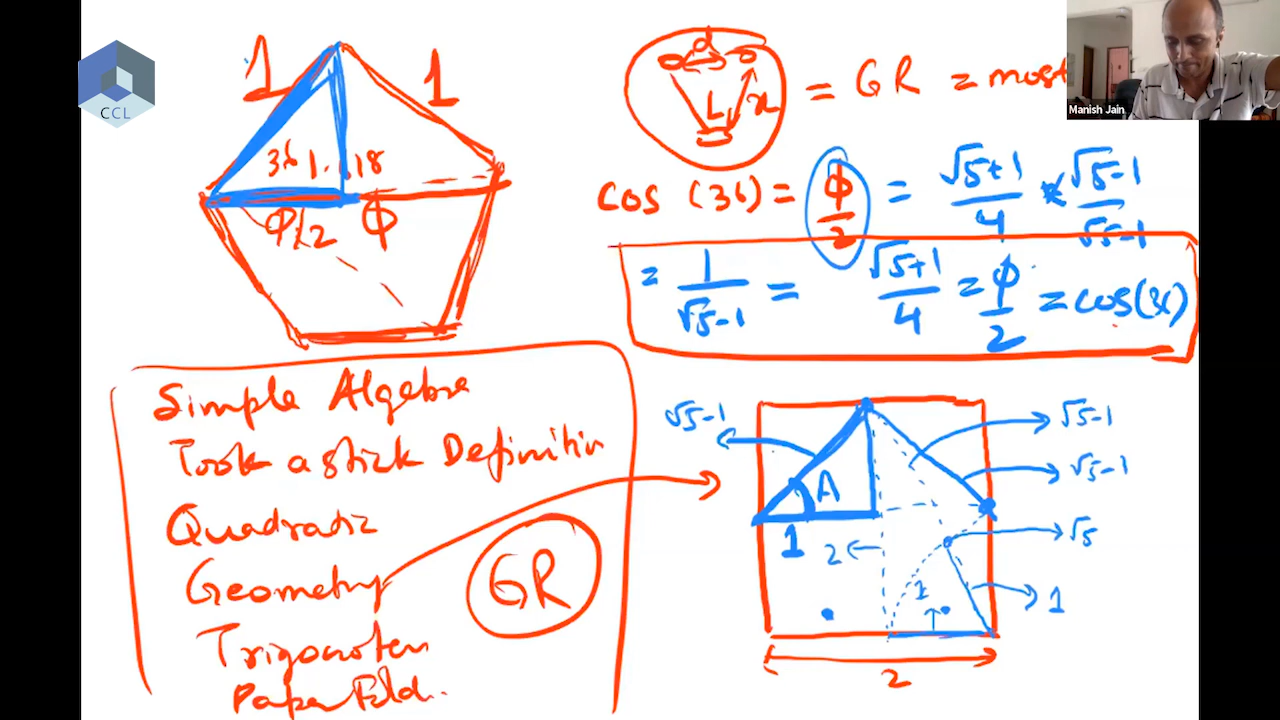 CCL
1
1
36
1.618
φ/2
φ
d
L
x
= GR = most
Manish Jain
cos (36) = φ/2 = √5+1/4 × √5-1/√5-1
= 1/√5-1 = √5+1/4 = φ/2 = cos(36)
Simple Algebra
Took a stick Definition
Quadratic
Geometry
GR
Trigonometry
Paper Fold..
√5-1
√5-1
√5-1
A
1
2
√5
1
1
2